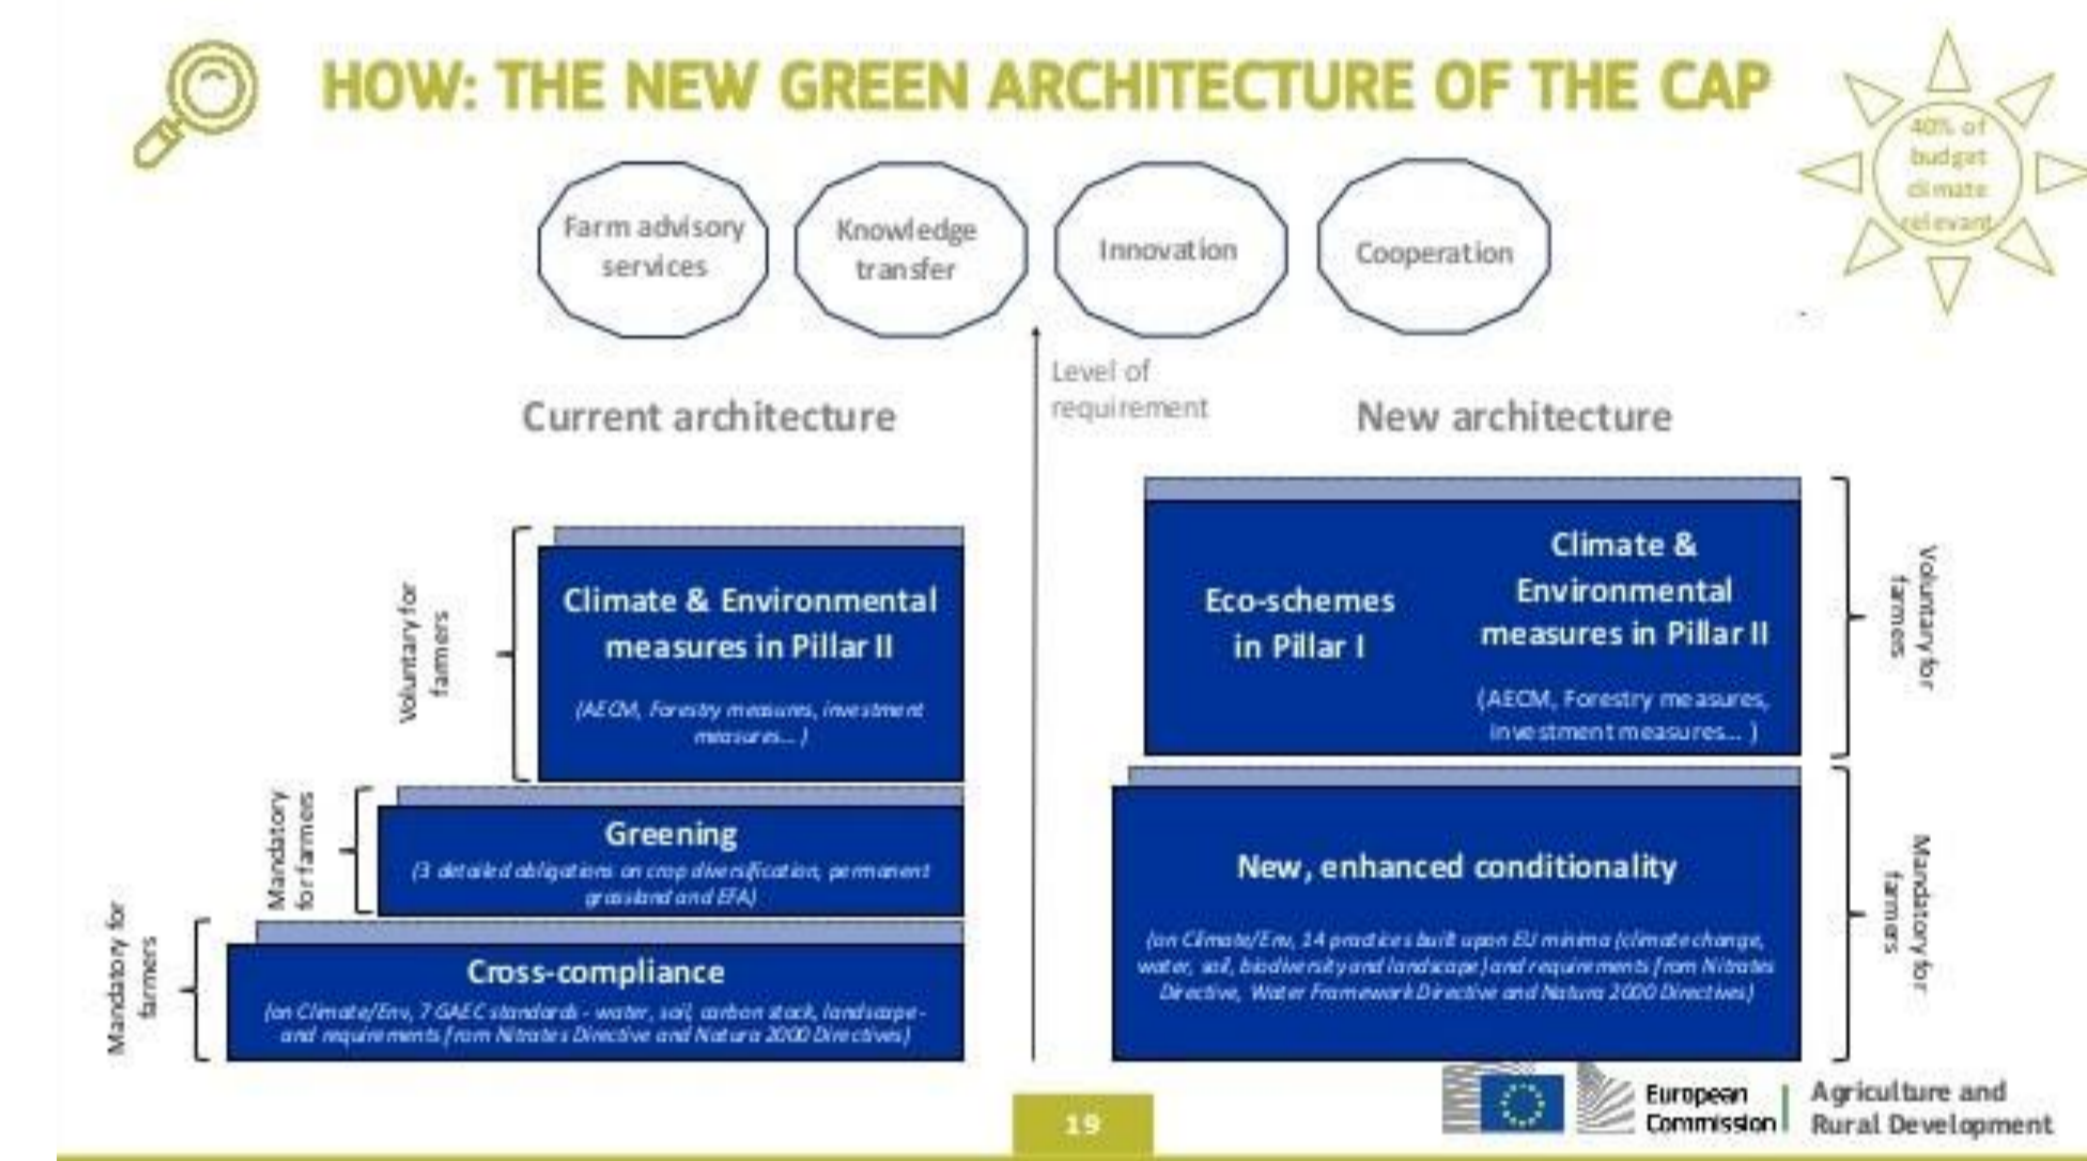 HOW: THE NEW GREEN ARCHITECTURE OF THE CAP
40% of
budget
climate
relevant
Farm advisory
services
Knowledge
transfer
Innovation
Cooperation
Level of
requirement
Current architecture
New architecture
Voluntary for
farmers
Climate & Environmental
measures in Pillar II
(AECM, Forestry measures, investment
measures... )
Mandatory
for farmers
Greening
(3 detailed obligations on crop diversification, permanent
grassland and EFA)
Mandatory for
farmers
Cross-compliance
(on Climate/Env, 7 GAEC standards - water, soil, carbon stock, landscape -
and requirements from Nitrates Directive and Natura 2000 Directives)
Eco-schemes
in Pillar I
Climate &
Environmental
measures in Pillar II
(AECM, Forestry measures,
investment measures... )
Voluntary for
farmers
New, enhanced conditionality
(on Climate/Env, 14 practices built upon EU minima (climate change,
water, soil, biodiversity and landscape) and requirements from Nitrates
Directive, Water Framework Directive and Natura 2000 Directives)
Mandatory for
farmers
19
European
Commission
Agriculture and
Rural Development